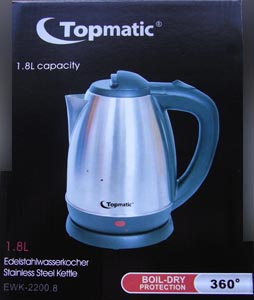 Topmatic®
1.8L capacity
Topmatic
1.8L
Edelstahlwasserkocher
Stainless Steel Kettle
EWK-2200.8
BOIL-DRY
PROTECTION
360°